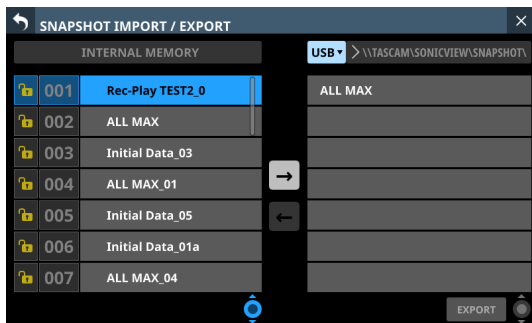 SNAPSHOT IMPORT / EXPORT
INTERNAL MEMORY
USB \\TASCAM\SONICVIEW\SNAPSHOT\
001 Rec-Play TEST2_0
ALL MAX
002 ALL MAX
003 Initial Data_03
004 ALL MAX_01
005 Initial Data_05
006 Initial Data_01a
007 ALL MAX_04
EXPORT